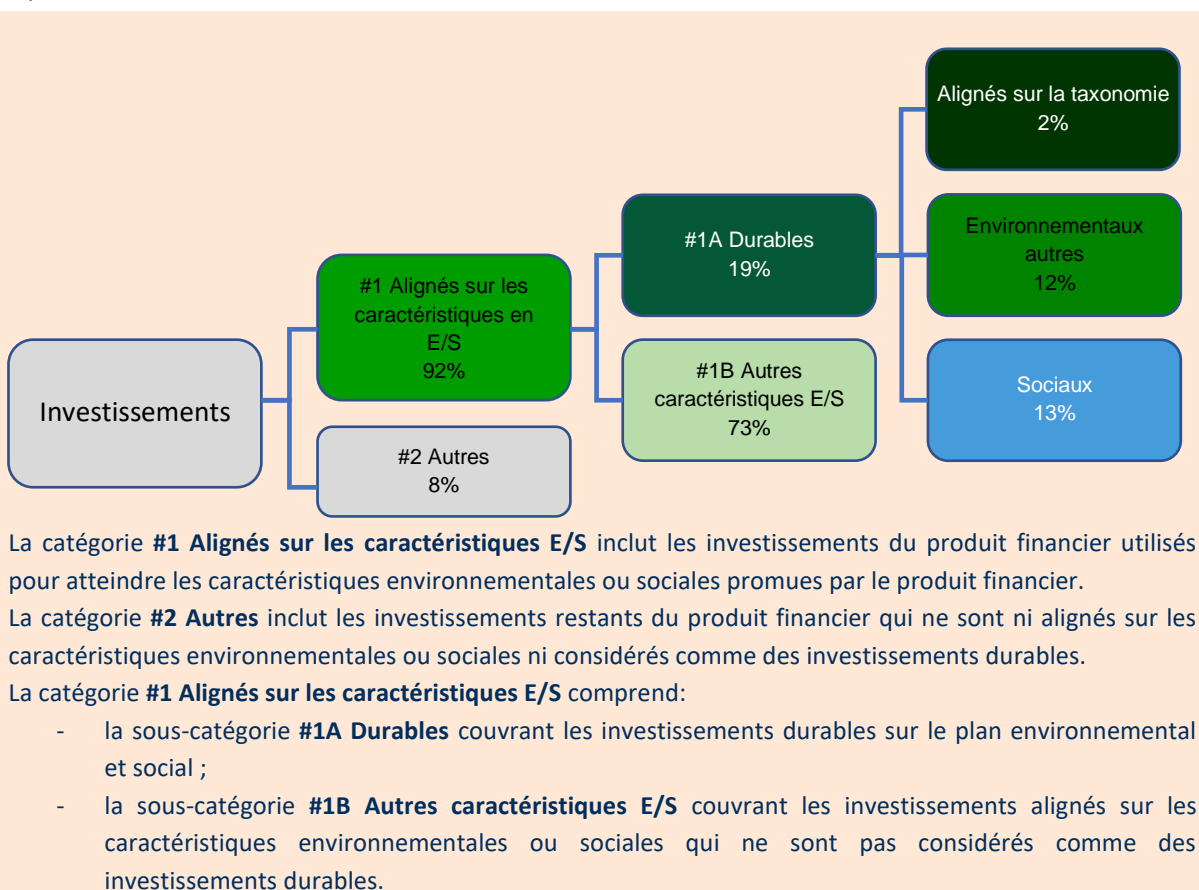 Alignés sur la taxonomie
2%
#1A Durables
19%
Environnementaux
autres
12%
#1 Alignés sur les
caractéristiques en
E/S
92%
#1B Autres
caractéristiques E/S
73%
Sociaux
13%
Investissements
#2 Autres
8%
La catégorie #1 Alignés sur les caractéristiques E/S inclut les investissements du produit financier utilisés
pour atteindre les caractéristiques environnementales ou sociales promues par le produit financier.
La catégorie #2 Autres inclut les investissements restants du produit financier qui ne sont ni alignés sur les
caractéristiques environnementales ou sociales ni considérés comme des investissements durables.
La catégorie #1 Alignés sur les caractéristiques E/S comprend:
- la sous-catégorie #1A Durables couvrant les investissements durables sur le plan environnemental
et social ;
- la sous-catégorie #1B Autres caractéristiques E/S couvrant les investissements alignés sur les
caractéristiques environnementales ou sociales qui ne sont pas considérés comme des
investissements durables.